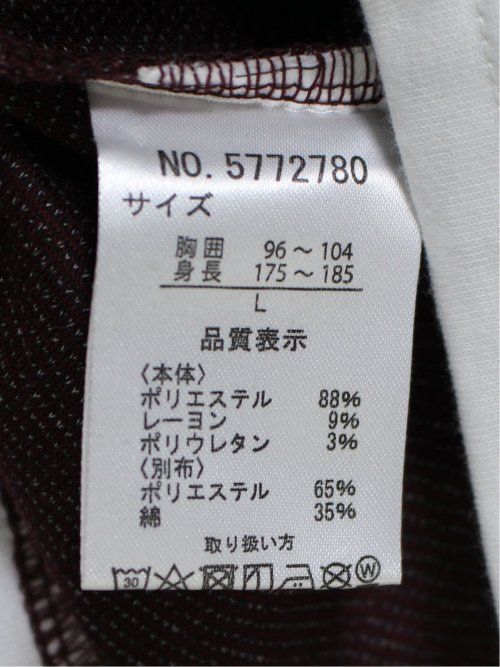 NO. 5772780
サイズ
胸囲 96～104
身長 175～185
L
品質表示
〈本体〉
ポリエステル 88%
レーヨン 9%
ポリウレタン 3%
〈別布〉
ポリエステル 65%
綿 35%
取り扱い方
30 W